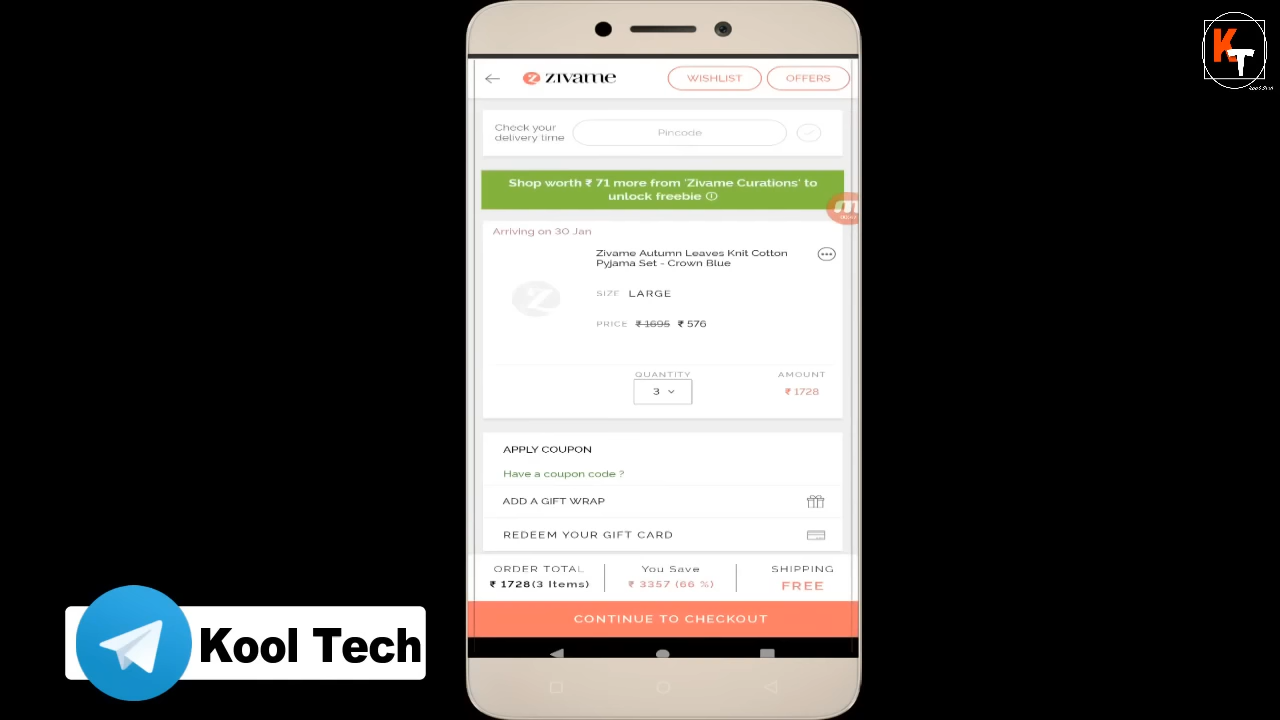 KT
zivame
WISHLIST
OFFERS
Check your
delivery time
Pincode
Shop worth ₹ 71 more from 'Zivame Curations' to
unlock freebie
Arriving on 30 Jan
Zivame Autumn Leaves Knit Cotton
Pyjama Set - Crown Blue
SIZE LARGE
PRICE ₹ 1695 ₹ 576
QUANTITY
AMOUNT
3
₹ 1728
APPLY COUPON
Have a coupon code ?
ADD A GIFT WRAP
REDEEM YOUR GIFT CARD
ORDER TOTAL
₹ 1728(3 Items)
You Save
₹ 3357 (66 %)
SHIPPING
FREE
CONTINUE TO CHECKOUT
Kool Tech